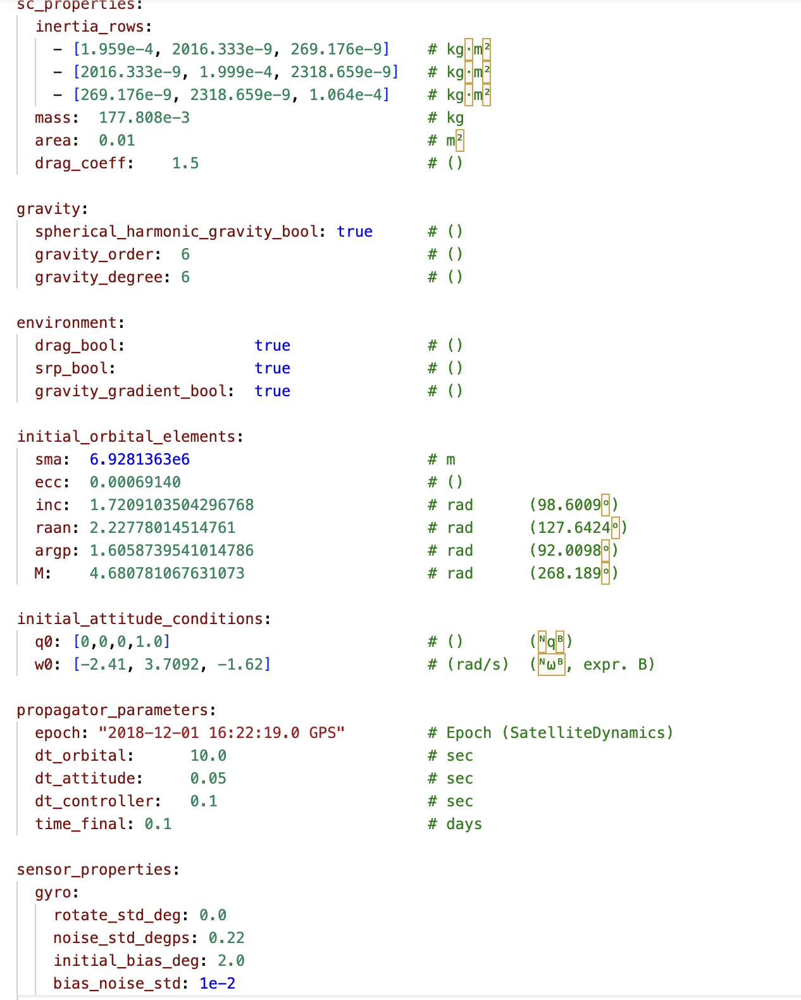 sc_properties:
  inertia_rows:
    - [1.959e-4, 2016.333e-9, 269.176e-9]    # kg·m²
    - [2016.333e-9, 1.999e-4, 2318.659e-9]   # kg·m²
    - [269.176e-9, 2318.659e-9, 1.064e-4]    # kg·m²
  mass:  177.808e-3                          # kg
  area:  0.01                                # m²
  drag_coeff:    1.5                         # ()

gravity:
  spherical_harmonic_gravity_bool: true      # ()
  gravity_order:  6                          # ()
  gravity_degree: 6                          # ()

environment:
  drag_bool:              true               # ()
  srp_bool:               true               # ()
  gravity_gradient_bool:  true               # ()

initial_orbital_elements:
  sma:  6.9281363e6                          # m
  ecc:  0.00069140                           # ()
  inc:  1.7209103504296768                   # rad      (98.6009ᵒ)
  raan: 2.22778014514761                     # rad      (127.6424ᵒ)
  argp: 1.6058739541014786                   # rad      (92.0098ᵒ)
  M:    4.680781067631073                    # rad      (268.189ᵒ)

initial_attitude_conditions:
  q0: [0,0,0,1.0]                            # ()       (ᴺqᴮ)
  w0: [-2.41, 3.7092, -1.62]                 # (rad/s)  (ᴺωᴮ, expr. B)

propagator_parameters:
  epoch: "2018-12-01 16:22:19.0 GPS"         # Epoch (SatelliteDynamics)
  dt_orbital:      10.0                      # sec
  dt_attitude:     0.05                      # sec
  dt_controller:   0.1                       # sec
  time_final: 0.1                            # days

sensor_properties:
  gyro:
    rotate_std_deg: 0.0
    noise_std_degps: 0.22
    initial_bias_deg: 2.0
    bias_noise_std: 1e-2